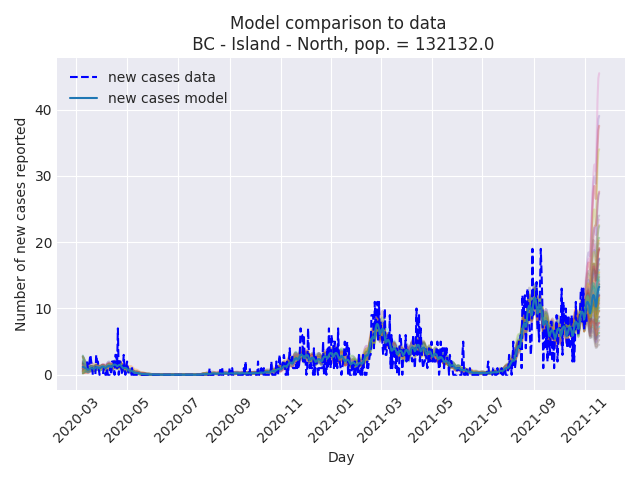 Model comparison to data
BC - Island - North, pop. = 132132.0
new cases data
new cases model
Number of new cases reported
40
30
20
10
0
2020-03
2020-05
2020-07
2020-09
2020-11
2021-01
2021-03
2021-05
2021-07
2021-09
2021-11
Day